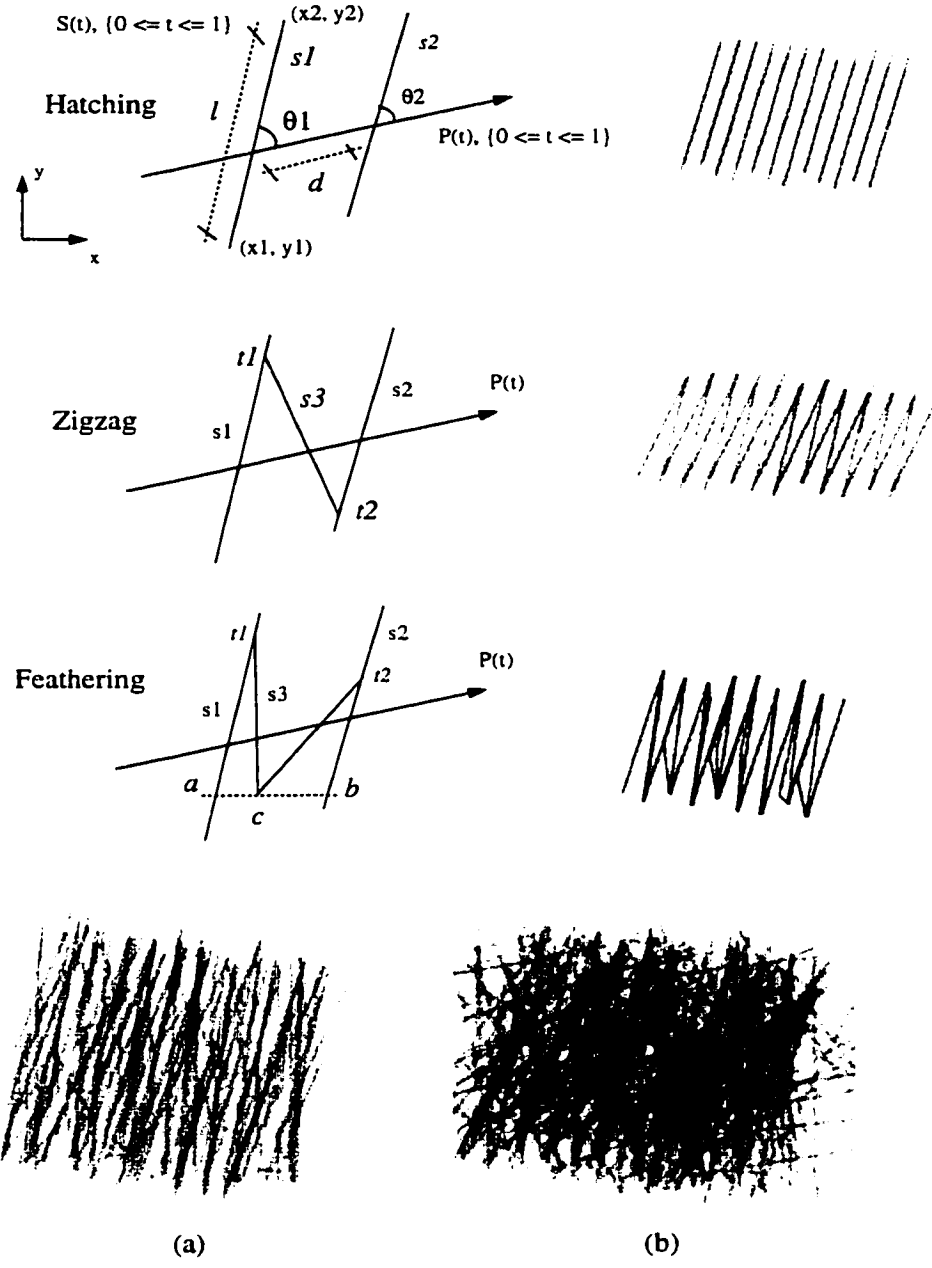 S(t), {0 <= t <= 1}
(x2, y2)
s1
s2
Hatching
l
θ1
θ2
P(t), {0 <= t <= 1}
d
y
x
(x1, y1)
Zigzag
t1
s3
s2
P(t)
s1
t2
Feathering
t1
s2
P(t)
t2
s1
s3
a
b
c
(a)
(b)